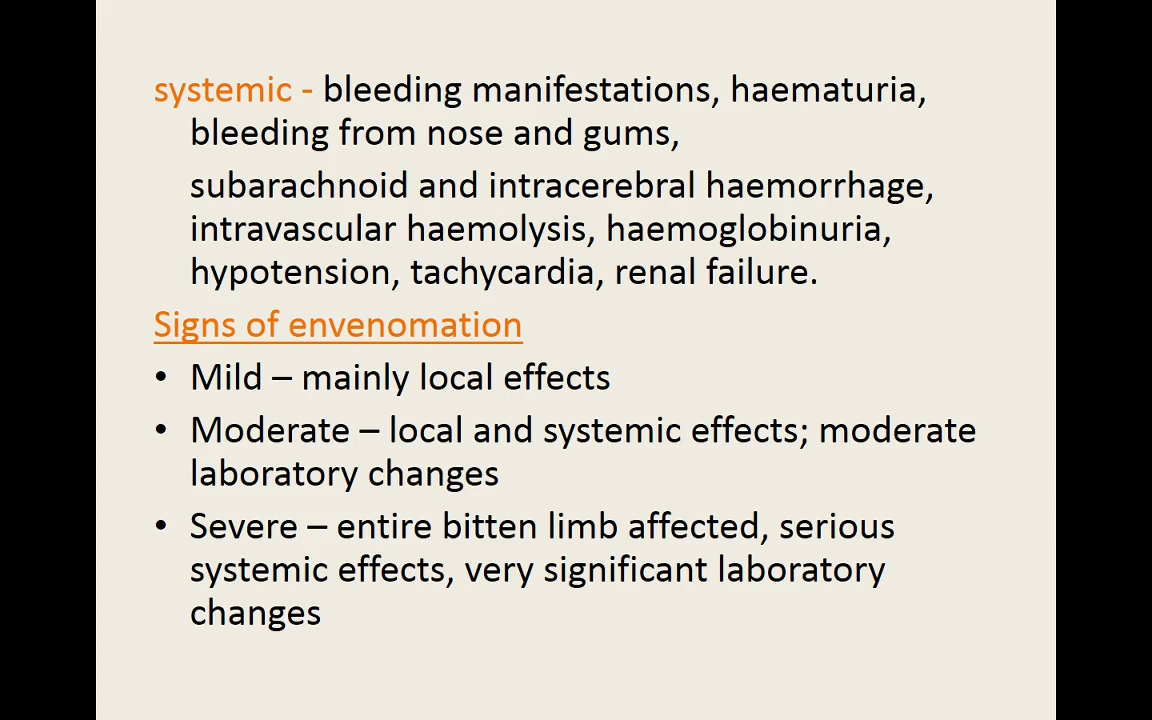 systemic - bleeding manifestations, haematuria,
bleeding from nose and gums,
subarachnoid and intracerebral haemorrhage,
intravascular haemolysis, haemoglobinuria,
hypotension, tachycardia, renal failure.
Signs of envenomation
• Mild – mainly local effects
• Moderate – local and systemic effects; moderate
laboratory changes
• Severe – entire bitten limb affected, serious
systemic effects, very significant laboratory
changes